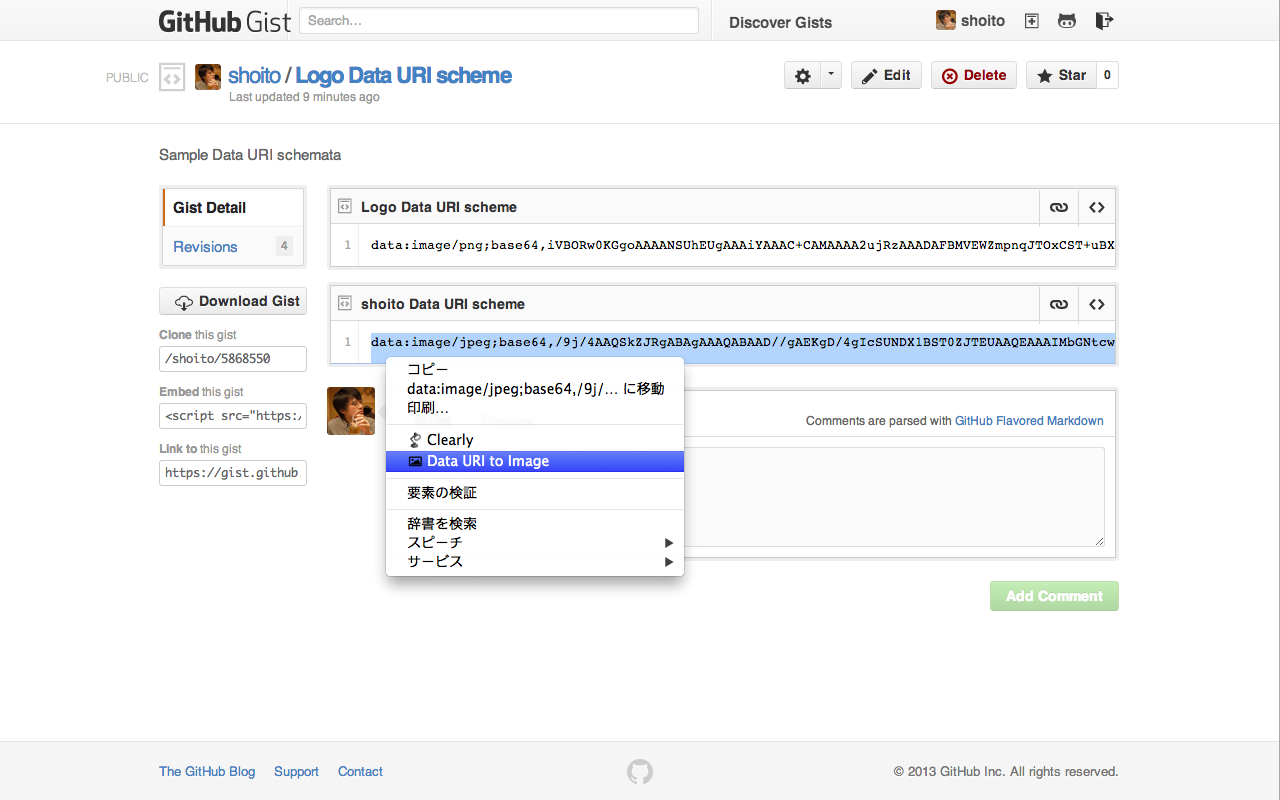 GitHub Gist
Search...
Discover Gists
shoito
PUBLIC
shoito / Logo Data URI scheme
Last updated 9 minutes ago
Edit
Delete
Star
0
Sample Data URI schemata
Gist Detail
Revisions 4
Download Gist
Clone this gist
/shoito/5868550
Embed this gist
<script src="https:/
Link to this gist
https://gist.github.
Logo Data URI scheme
1 data:image/png;base64,iVBORw0KGgoAAAANSUhEUgAAAiYAAAC+CAMAAAA2ujRzAAADAFBMVEWZmpnqJTOxCST+uBX
shoito Data URI scheme
1 data:image/jpeg;base64,/9j/4AAQSkZJRgABAgAAAQABAAD//gAEKgD/4gIcSUNDX1BST0ZJTEUAAQEAAAIMbGNtcw
コピー
data:image/jpeg;base64,/9j/... に移動
印刷...
Clearly
Data URI to Image
要素の検証
辞書を検索
スピーチ
サービス
Comments are parsed with GitHub Flavored Markdown
Add Comment
The GitHub Blog
Support
Contact
© 2013 GitHub Inc. All rights reserved.